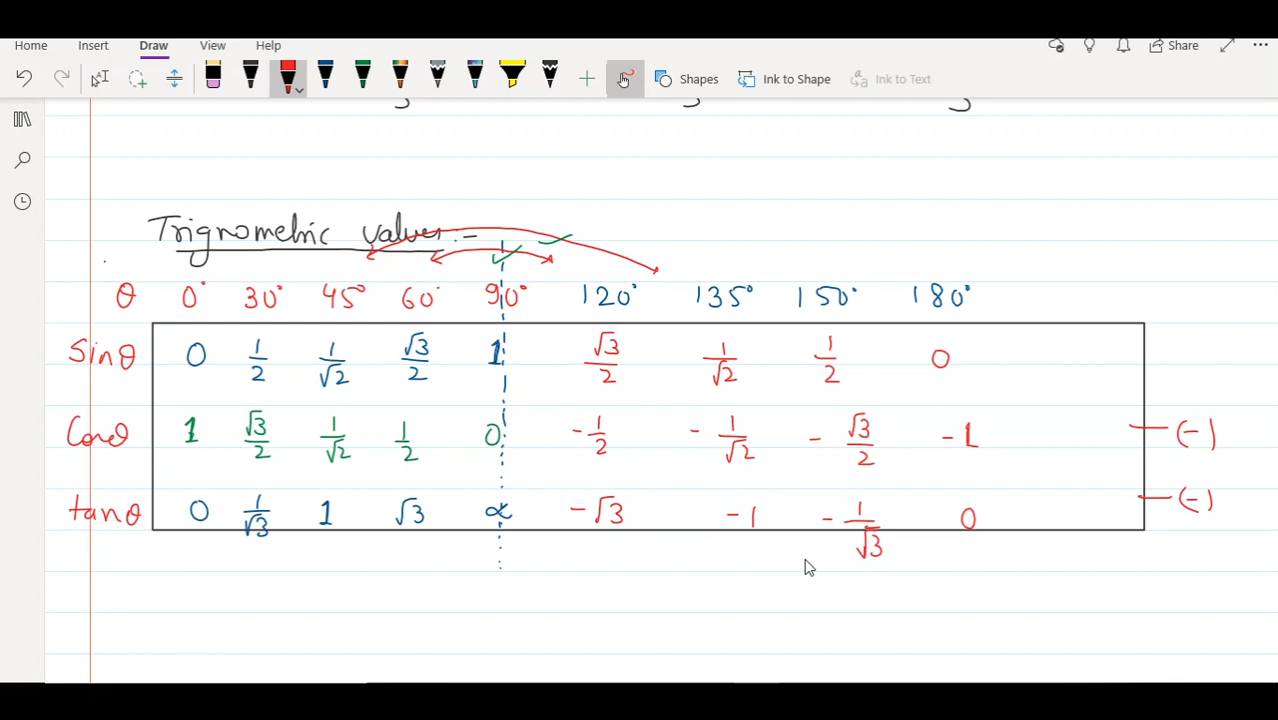 Home Insert Draw View Help Share
Shapes Ink to Shape Ink to Text
Trignometric values :-
θ 0° 30° 45° 60° 90° 120° 135° 150° 180°
Sinθ 0 1/2 1/√2 √3/2 1 √3/2 1/√2 1/2 0
Cosθ 1 √3/2 1/√2 1/2 0 -1/2 -1/√2 -√3/2 -1 (-)
tanθ 0 1/√3 1 √3 ∝ -√3 -1 -1/√3 0 (-)